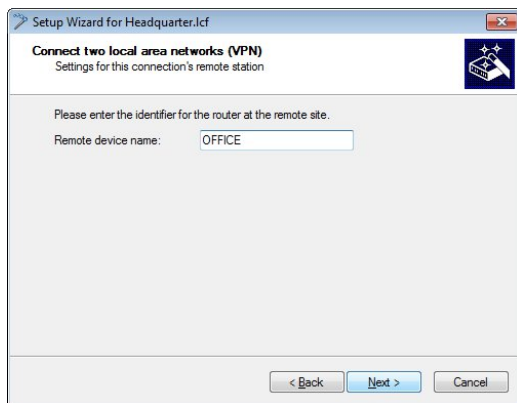 Setup Wizard for Headquarter.lcf
Connect two local area networks (VPN)
Settings for this connection's remote station
Please enter the identifier for the router at the remote site.
Remote device name: OFFICE
< Back Next > Cancel